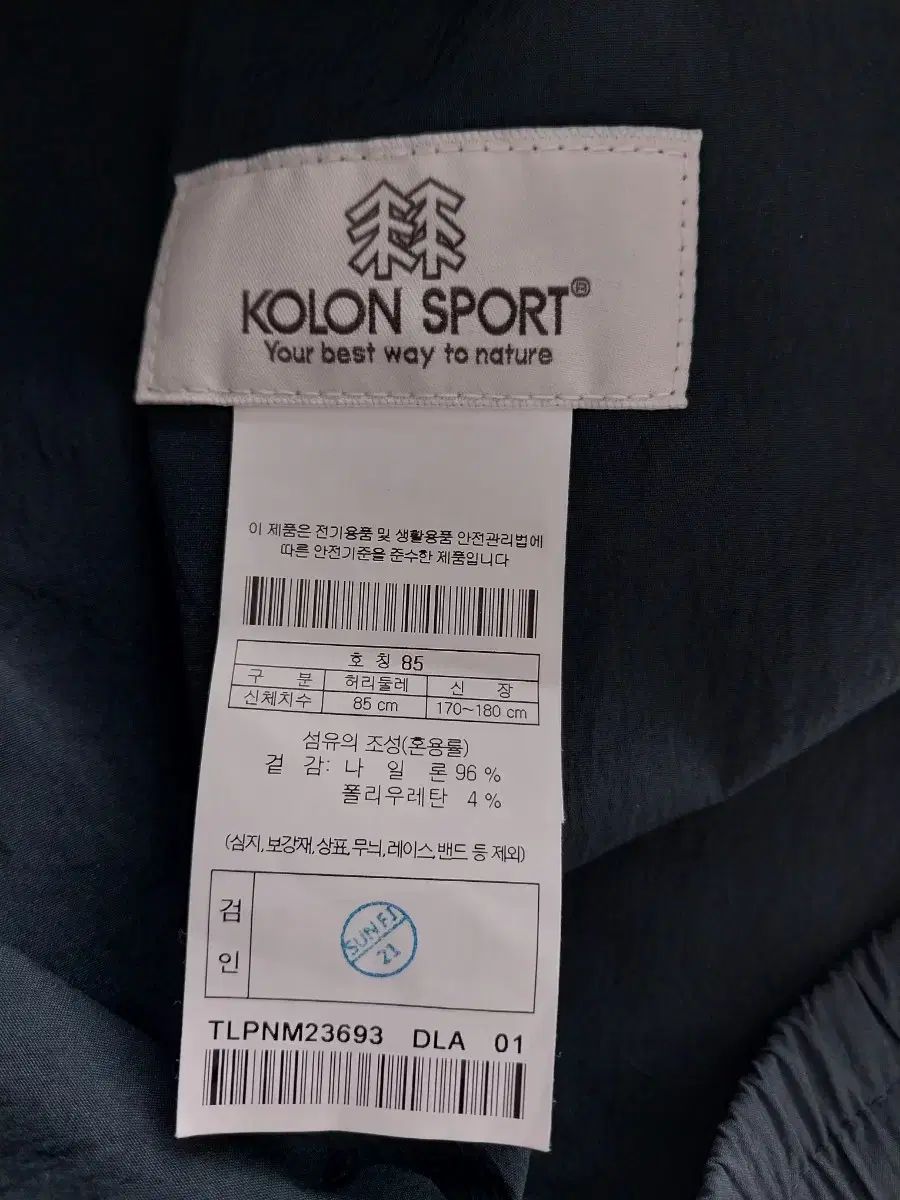 KOLON SPORT®
Your best way to nature
이 제품은 전기용품 및 생활용품 안전관리법에
따른 안전기준을 준수한 제품입니다
호 칭 85
구 분 허리둘레 신 장
신체치수 85 cm 170~180 cm
섬유의 조성(혼용률)
겉 감: 나 일 론 96 %
폴리우레탄 4 %
(심지,보강재,상표,무늬,레이스,밴드 등 제외)
검
인
SUN FJ
21
TLPNM23693 DLA 01